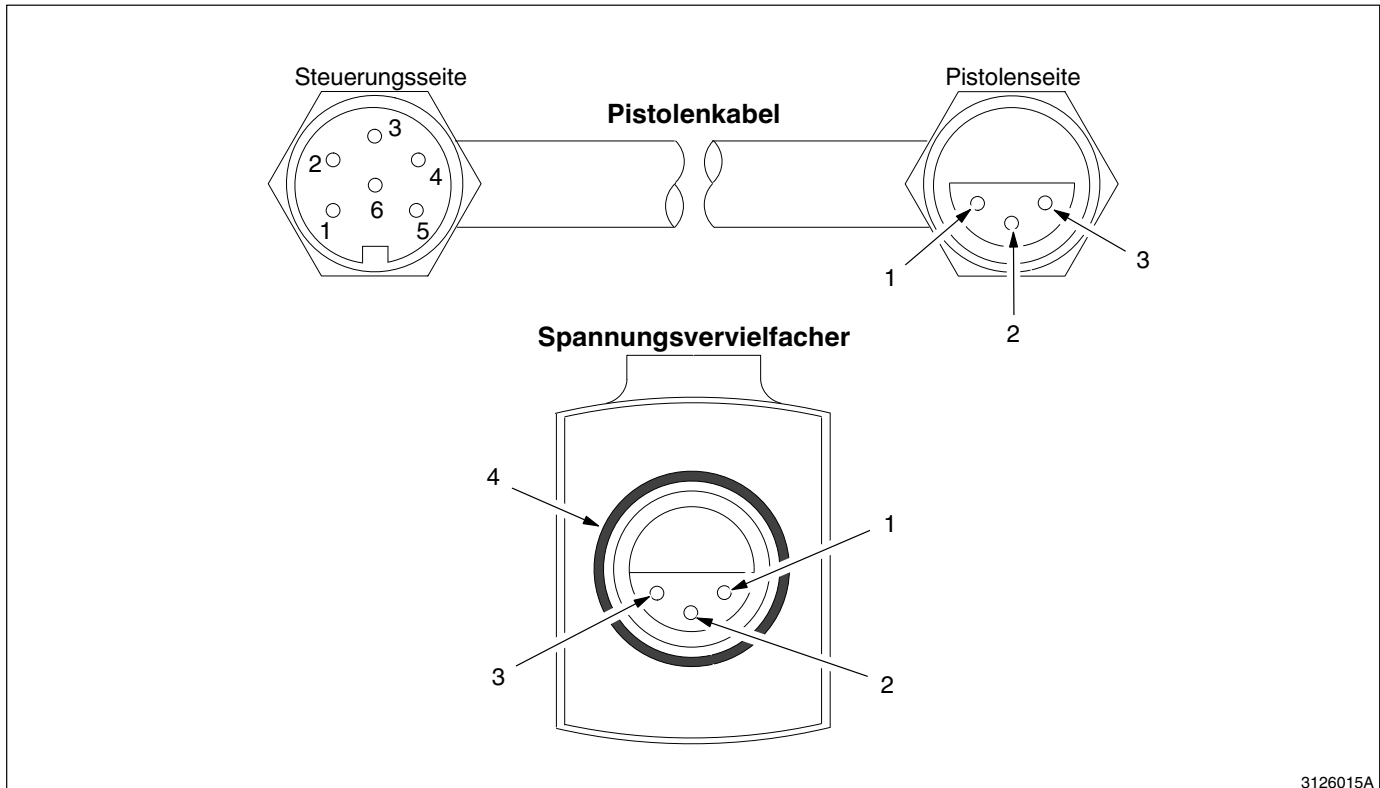 Steuerungsseite
Pistolenseite
Pistolenkabel
3
2
4
6
1
5
1
3
2
Spannungsvervielfacher
4
1
3
2
3126015A